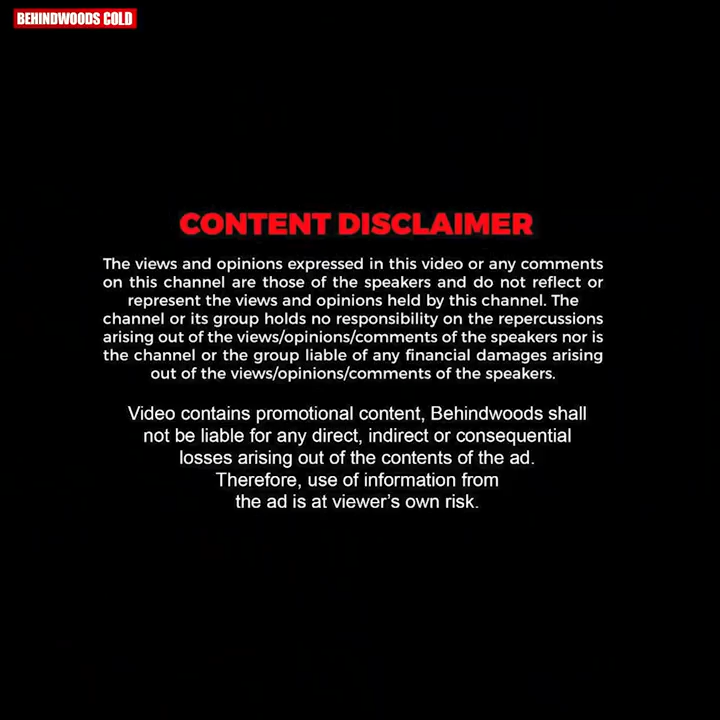 BEHINDWOODS COLD
CONTENT DISCLAIMER
The views and opinions expressed in this video or any comments
on this channel are those of the speakers and do not reflect or
represent the views and opinions held by this channel. The
channel or its group holds no responsibility on the repercussions
arising out of the views/opinions/comments of the speakers nor is
the channel or the group liable of any financial damages arising
out of the views/opinions/comments of the speakers.
Video contains promotional content, Behindwoods shall
not be liable for any direct, indirect or consequential
losses arising out of the contents of the ad.
Therefore, use of information from
the ad is at viewer’s own risk.